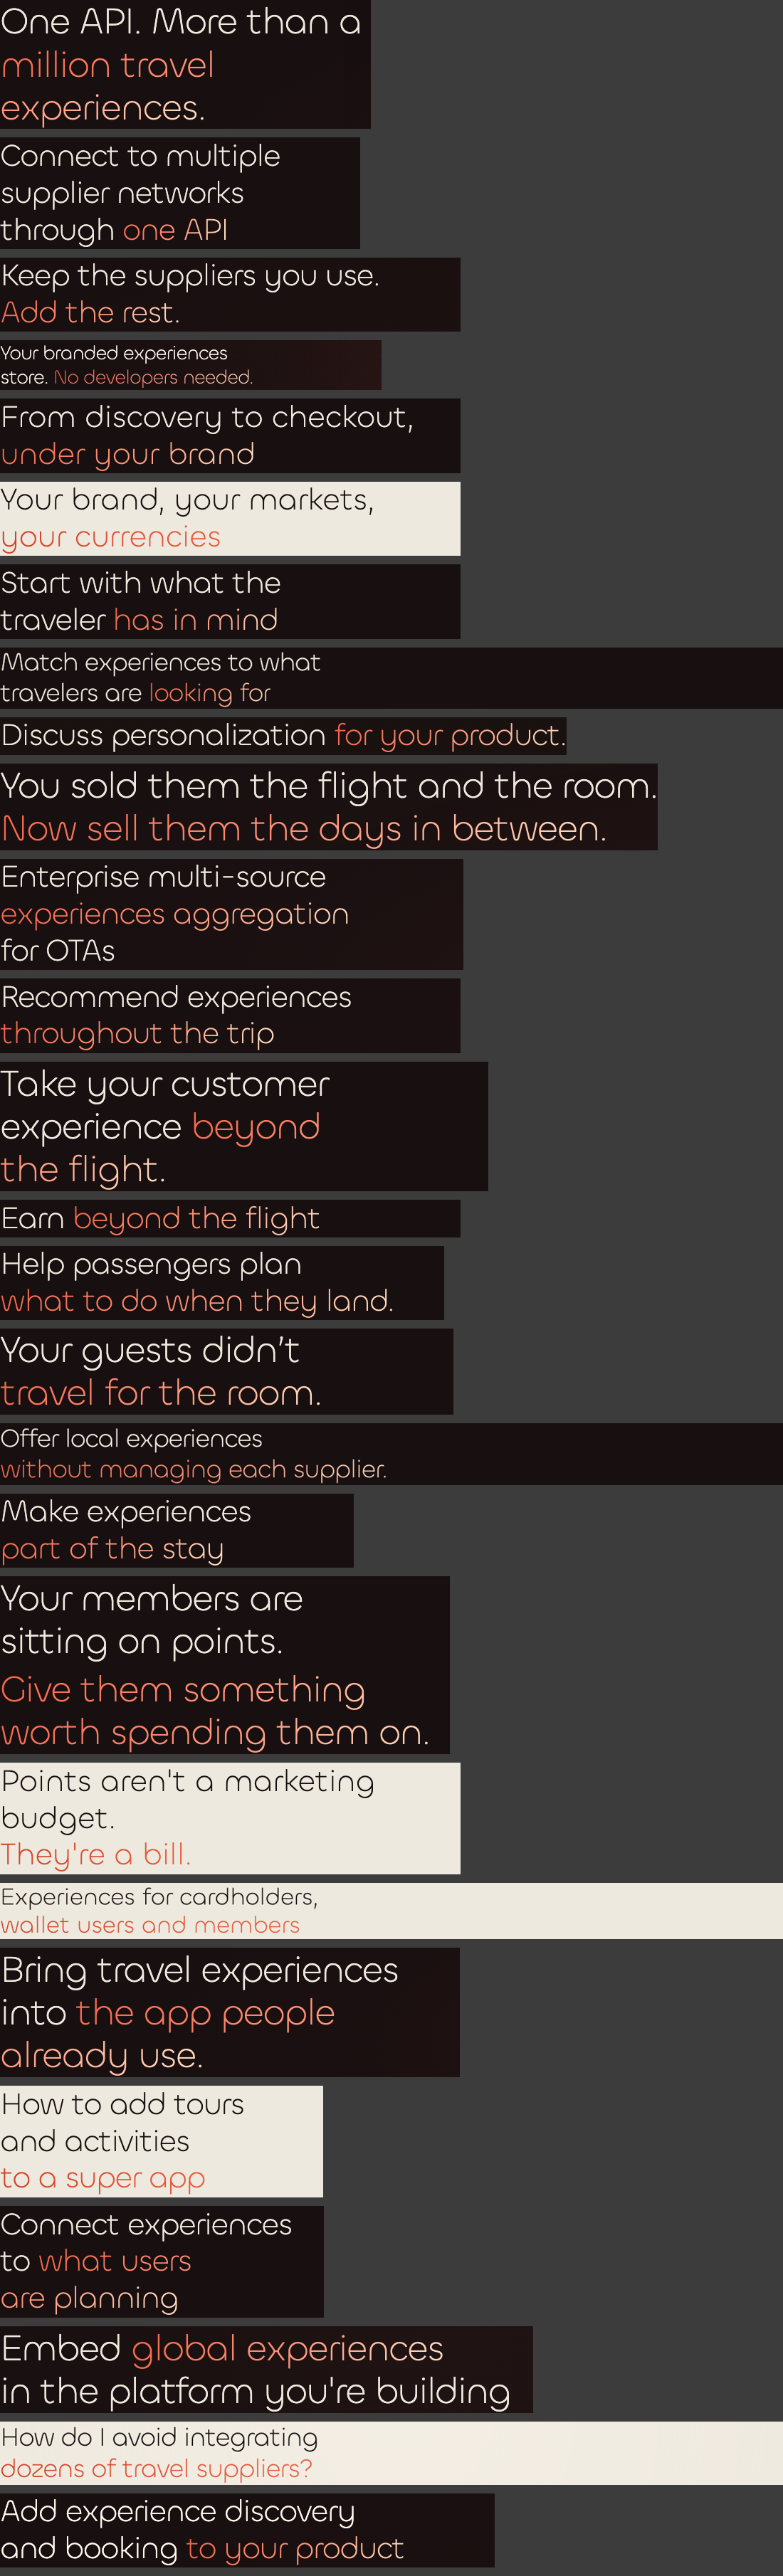 One API. More than a
million travel
experiences.
Connect to multiple
supplier networks
through one API
Keep the suppliers you use.
Add the rest.
Your branded experiences
store. No developers needed.
From discovery to checkout,
under your brand
Your brand, your markets,
your currencies
Start with what the
traveler has in mind
Match experiences to what
travelers are looking for
Discuss personalization for your product.
You sold them the flight and the room.
Now sell them the days in between.
Enterprise multi-source
experiences aggregation
for OTAs
Recommend experiences
throughout the trip
Take your customer
experience beyond
the flight.
Earn beyond the flight
Help passengers plan
what to do when they land.
Your guests didn’t
travel for the room.
Offer local experiences
without managing each supplier.
Make experiences
part of the stay
Your members are
sitting on points.
Give them something
worth spending them on.
Points aren't a marketing
budget.
They're a bill.
Experiences for cardholders,
wallet users and members
Bring travel experiences
into the app people
already use.
How to add tours
and activities
to a super app
Connect experiences
to what users
are planning
Embed global experiences
in the platform you're building
How do I avoid integrating
dozens of travel suppliers?
Add experience discovery
and booking to your product